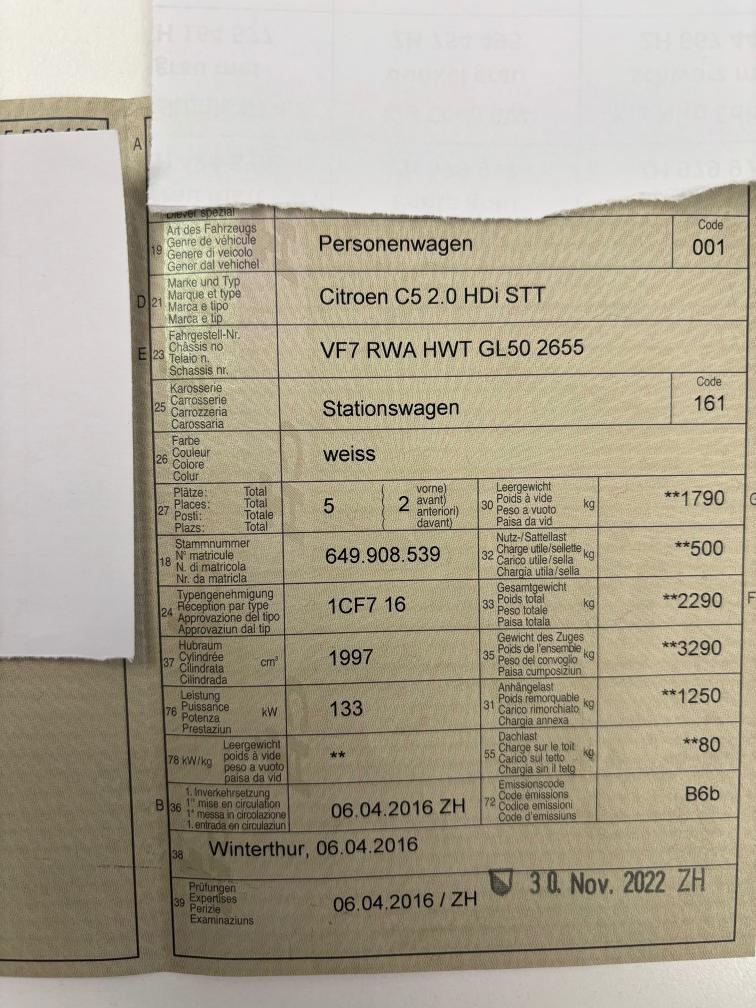 A
Diever spezial
19
Art des Fahrzeugs
Genre de véhicule
Genere di veicolo
Gener dal vehichel
Personenwagen
Code
001
D 21
Marke und Typ
Marque et type
Marca e tipo
Marca e tip
Citroen C5 2.0 HDi STT
E 23
Fahrgestell-Nr.
Châssis no
Telaio n.
Schassis nr.
VF7 RWA HWT GL50 2655
25
Karosserie
Carrosserie
Carrozzeria
Carossaria
Stationswagen
Code
161
26
Farbe
Couleur
Colore
Colur
weiss
27
Plätze: Total
Places: Total
Posti: Totale
Plazs: Total
5
2
vorne)
avant)
anteriori)
davant)
30
Leergewicht
Poids à vide
Peso a vuoto
Paisa da vid
kg
**1790
G
18
Stammnummer
N° matricule
N. di matricola
Nr. da matricla
649.908.539
32
Nutz-/Sattellast
Charge utile/sellette
Carico utile/sella
Chargia utila/sella
kg
**500
24
Typengenehmigung
Réception par type
Approvazione del tipo
Approvaziun dal tip
1CF7 16
33
Gesamtgewicht
Poids total
Peso totale
Paisa totala
kg
**2290
F
37
Hubraum
Cylindrée
Cilindrata
Cilindrada
cm³
1997
35
Gewicht des Zuges
Poids de l'ensemble
Peso del convoglio
Paisa cumposiziun
kg
**3290
76
Leistung
Puissance
Potenza
Prestaziun
kW
133
31
Anhängelast
Poids remorquable
Carico rimorchiato
Chargia annexa
kg
**1250
78 kW/kg
Leergewicht
poids à vide
peso a vuoto
paisa da vid
**
55
Dachlast
Charge sur le toit
Carico sul tetto
Chargia sin il tetg
kg
**80
B 36
1. Inverkehrsetzung
1re mise en circulation
1a messa in circolazione
1. entrada en circulaziun
06.04.2016 ZH
72
Emissionscode
Code émissions
Codice emissioni
Code d'emissiuns
B6b
38
Winterthur, 06.04.2016
39
Prüfungen
Expertises
Perizie
Examinaziuns
06.04.2016 / ZH
30. Nov. 2022 ZH